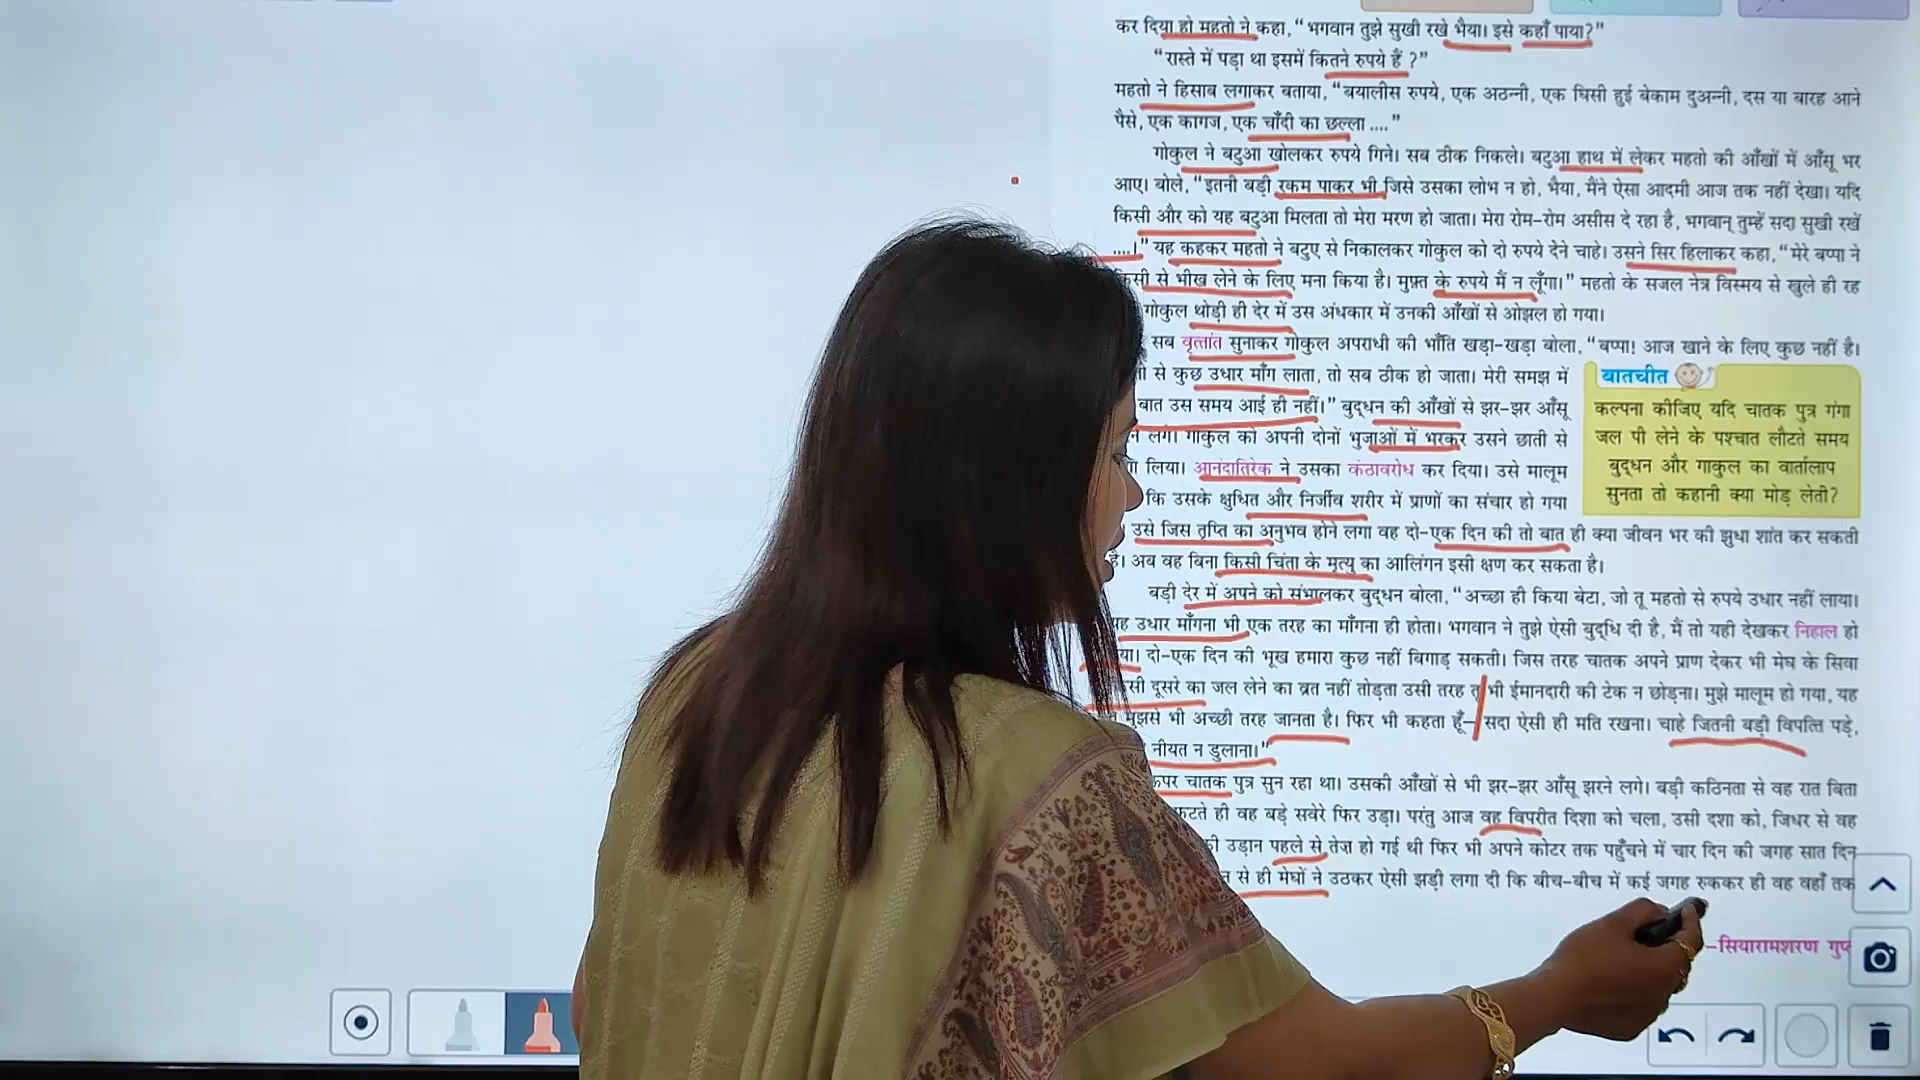 कर दिया हो महतो ने कहा, “भगवान तुझे सुखी रखे भैया। इसे कहाँ पाया?”
“रास्ते में पड़ा था इसमें कितने रुपये हैं ?”
महतो ने हिसाब लगाकर बताया, “बयालीस रुपये, एक अठन्नी, एक घिसी हुई बेकाम दुअन्नी, दस या बारह आने
पैसे, एक कागज, एक चाँदी का छल्ला ....”
गोकुल ने बटुआ खोलकर रुपये गिने। सब ठीक निकले। बटुआ हाथ में लेकर महतो की आँखों में आँसू भर
आए। बोले, “इतनी बड़ी रकम पाकर भी जिसे उसका लोभ न हो, भैया, मैंने ऐसा आदमी आज तक नहीं देखा। यदि
किसी और को यह बटुआ मिलता तो मेरा मरण हो जाता। मेरा रोम-रोम असीस दे रहा है, भगवान् तुम्हें सदा सुखी रखें
....।” यह कहकर महतो ने बटुए से निकालकर गोकुल को दो रुपये देने चाहे। उसने सिर हिलाकर कहा, “मेरे बप्पा ने
किसी से भीख लेने के लिए मना किया है। मुफ़्त के रुपये मैं न लूँगा।” महतो के सजल नेत्र विस्मय से खुले ही रह
गोकुल थोड़ी ही देर में उस अंधकार में उनकी आँखों से ओझल हो गया।
सब वृत्तांत सुनाकर गोकुल अपराधी की भाँति खड़ा-खड़ा बोला, “बप्पा! आज खाने के लिए कुछ नहीं है।
से कुछ उधार माँग लाता, तो सब ठीक हो जाता। मेरी समझ में
बात उस समय आई ही नहीं।” बुद्धन की आँखों से झर-झर आँसू
लगे। गोकुल को अपनी दोनों भुजाओं में भरकर उसने छाती से
लिया। आनंदातिरेक ने उसका कंठावरोध कर दिया। उसे मालूम
कि उसके क्षुधित और निर्जीव शरीर में प्राणों का संचार हो गया
उसे जिस तृप्ति का अनुभव होने लगा वह दो-एक दिन की तो बात ही क्या जीवन भर की झुधा शांत कर सकती
है। अब वह बिना किसी चिंता के मृत्यु का आलिंगन इसी क्षण कर सकता है।
बातचीत
कल्पना कीजिए यदि चातक पुत्र गंगा
जल पी लेने के पश्चात लौटते समय
बुद्धन और गाकुल का वार्तालाप
सुनता तो कहानी क्या मोड़ लेती?
बड़ी देर में अपने को संभालकर बुद्धन बोला, “अच्छा ही किया बेटा, जो तू महतो से रुपये उधार नहीं लाया।
यह उधार माँगना भी एक तरह का माँगना ही होता। भगवान ने तुझे ऐसी बुद्धि दी है, मैं तो यही देखकर निहाल हो
दो-एक दिन की भूख हमारा कुछ नहीं बिगाड़ सकती। जिस तरह चातक अपने प्राण देकर भी मेघ के सिवा
दूसरे का जल लेने का व्रत नहीं तोड़ता उसी तरह तू भी ईमानदारी की टेक न छोड़ना। मुझे मालूम हो गया, यह
मुझसे भी अच्छी तरह जानता है। फिर भी कहता हूँ- सदा ऐसी ही मति रखना। चाहे जितनी बड़ी विपत्ति पड़े,
नीयत न डुलाना।”
चातक पुत्र सुन रहा था। उसकी आँखों से भी झर-झर आँसू झरने लगे। बड़ी कठिनता से वह रात बिता
ही वह बड़े सवेरे फिर उड़ा। परंतु आज वह विपरीत दिशा को चला, उसी दशा को, जिधर से वह
उड़ान पहले से तेज़ हो गई थी फिर भी अपने कोटर तक पहुँचने में चार दिन की जगह सात दिन
से ही मेघों ने उठकर ऐसी झड़ी लगा दी कि बीच-बीच में कई जगह रुककर ही वह वहाँ तक
-सियारामशरण